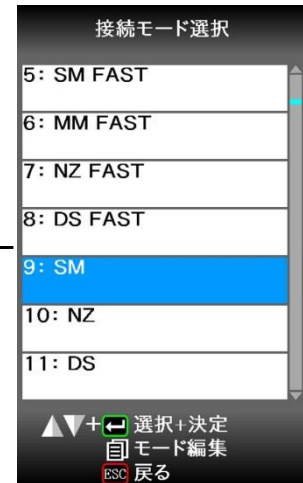 接続モード選択
5: SM FAST
6: MM FAST
7: NZ FAST
8: DS FAST
9: SM
10: NZ
11: DS
▲▼+↵ 選択+決定
モード編集
ESC 戻る